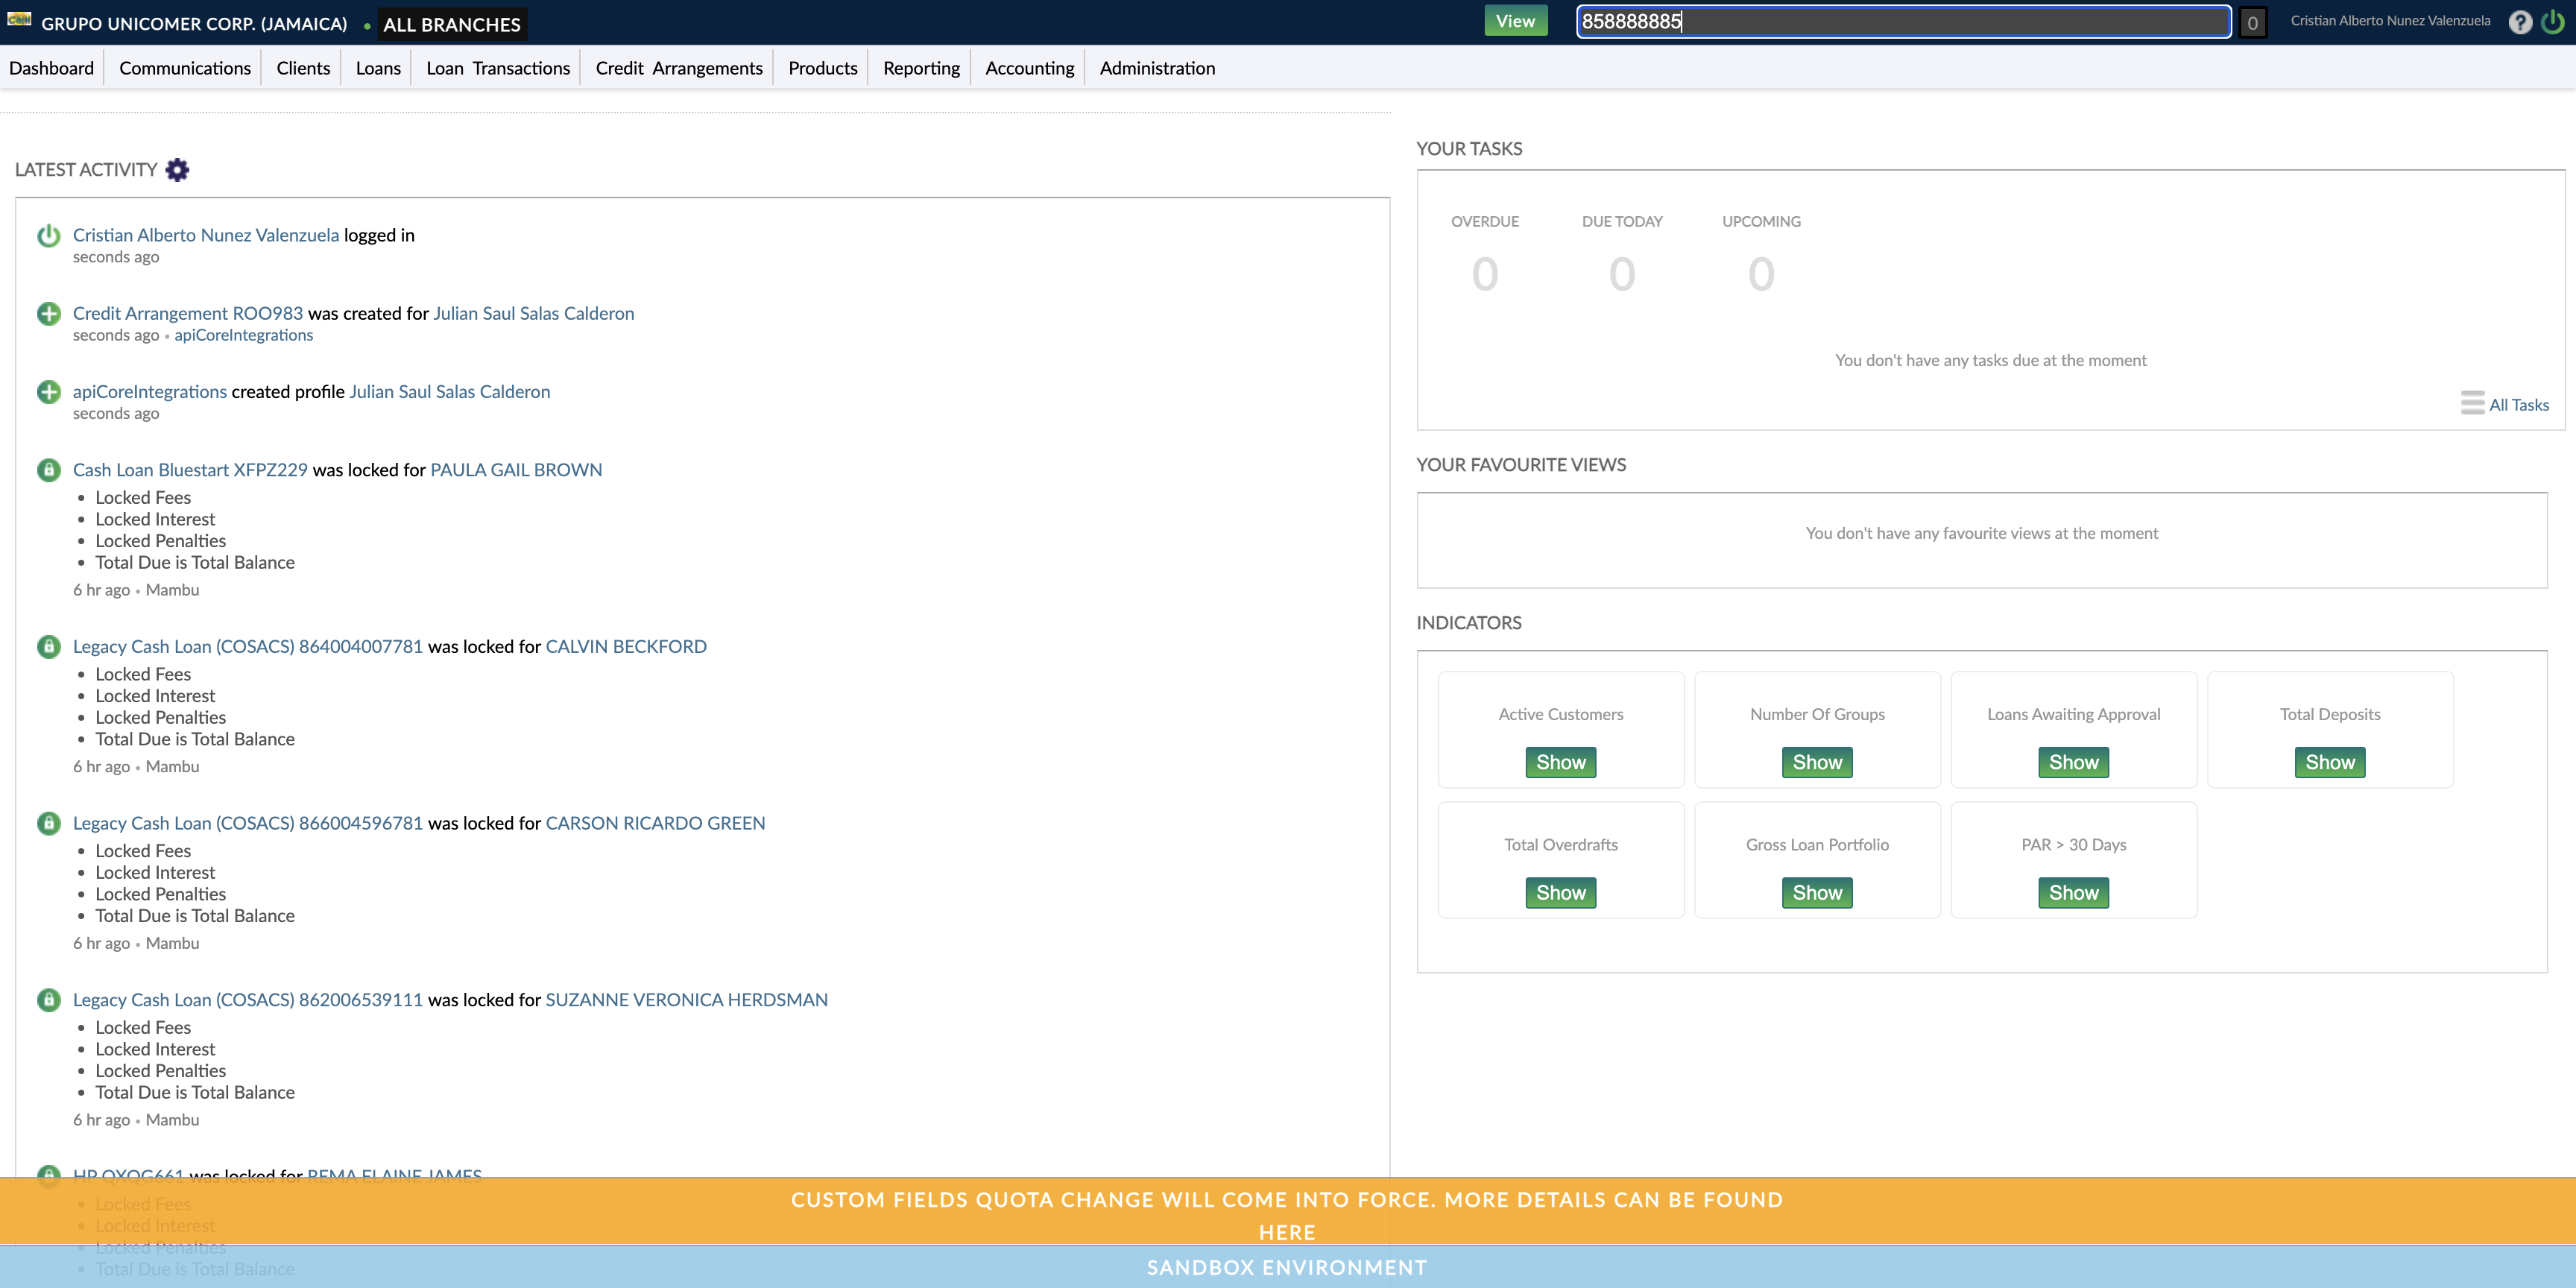 GRUPO UNICOMER CORP. (JAMAICA) • ALL BRANCHES
View
858888885
0
Cristian Alberto Nunez Valenzuela
?
Dashboard
Communications
Clients
Loans
Loan Transactions
Credit Arrangements
Products
Reporting
Accounting
Administration
LATEST ACTIVITY
Cristian Alberto Nunez Valenzuela logged in
seconds ago
Credit Arrangement ROO983 was created for Julian Saul Salas Calderon
seconds ago • apiCoreIntegrations
apiCoreIntegrations created profile Julian Saul Salas Calderon
seconds ago
Cash Loan Bluestart XFPZ229 was locked for PAULA GAIL BROWN
• Locked Fees
• Locked Interest
• Locked Penalties
• Total Due is Total Balance
6 hr ago • Mambu
Legacy Cash Loan (COSACS) 864004007781 was locked for CALVIN BECKFORD
• Locked Fees
• Locked Interest
• Locked Penalties
• Total Due is Total Balance
6 hr ago • Mambu
Legacy Cash Loan (COSACS) 866004596781 was locked for CARSON RICARDO GREEN
• Locked Fees
• Locked Interest
• Locked Penalties
• Total Due is Total Balance
6 hr ago • Mambu
Legacy Cash Loan (COSACS) 862006539111 was locked for SUZANNE VERONICA HERDSMAN
• Locked Fees
• Locked Interest
• Locked Penalties
• Total Due is Total Balance
6 hr ago • Mambu
HP QXQG661 was locked for REMA ELAINE JAMES
• Locked Fees
• Locked Interest
• Locked Penalties
• Total Due is Total Balance
YOUR TASKS
OVERDUE
DUE TODAY
UPCOMING
0
0
0
You don't have any tasks due at the moment
All Tasks
YOUR FAVOURITE VIEWS
You don't have any favourite views at the moment
INDICATORS
Active Customers
Number Of Groups
Loans Awaiting Approval
Total Deposits
Show
Show
Show
Show
Total Overdrafts
Gross Loan Portfolio
PAR > 30 Days
Show
Show
Show
CUSTOM FIELDS QUOTA CHANGE WILL COME INTO FORCE. MORE DETAILS CAN BE FOUND
HERE
SANDBOX ENVIRONMENT